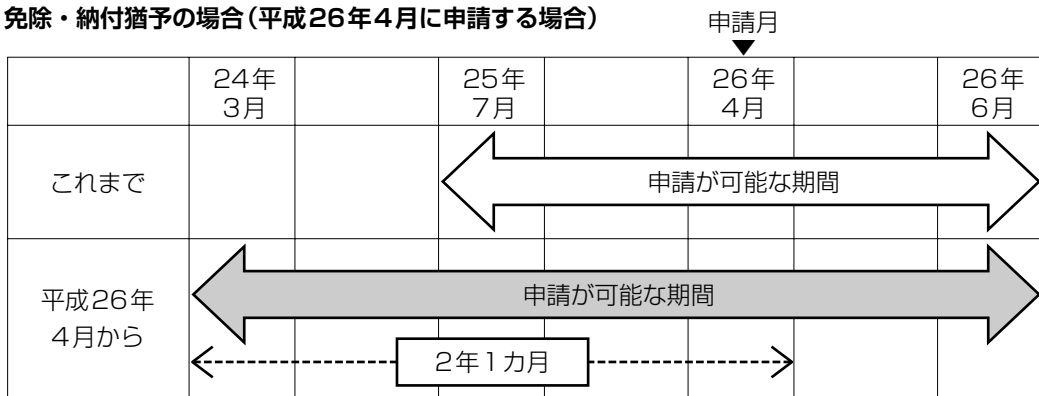 免除・納付猶予の場合(平成26年4月に申請する場合)
申請月
24年
3月
25年
7月
26年
4月
26年
6月
これまで
申請が可能な期間
平成26年
4月から
申請が可能な期間
2年1カ月